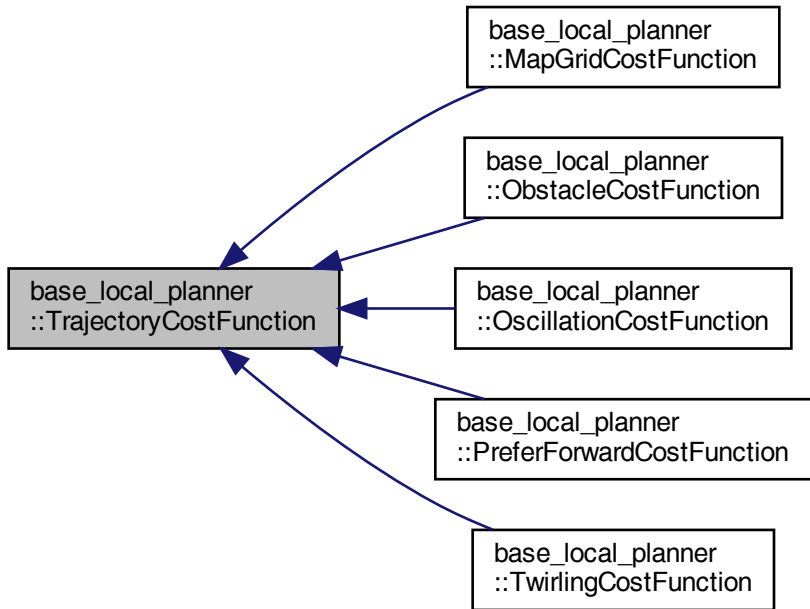 base_local_planner
::MapGridCostFunction
base_local_planner
::ObstacleCostFunction
base_local_planner
::TrajectoryCostFunction
base_local_planner
::OscillationCostFunction
base_local_planner
::PreferForwardCostFunction
base_local_planner
::TwirlingCostFunction